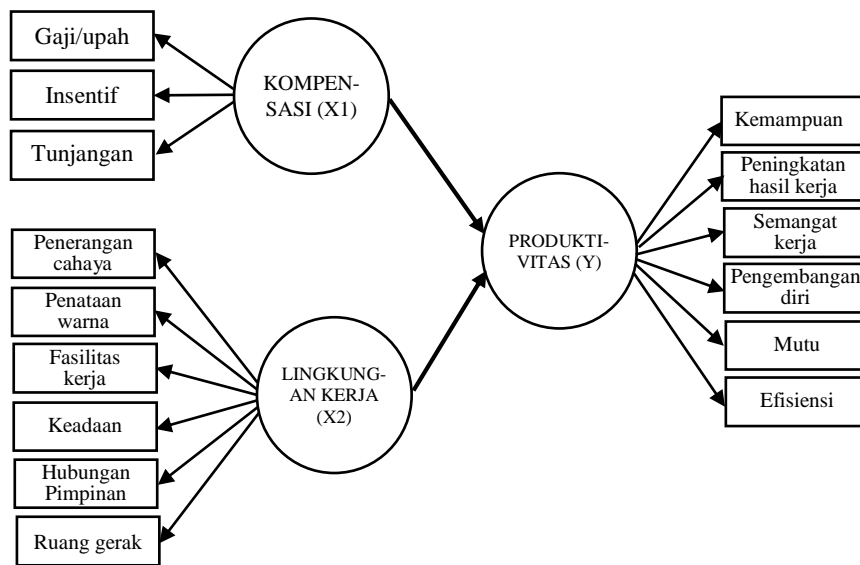 Gaji/upah
Insentif
Tunjangan
KOMPEN-
SASI (X1)
Penerangan
cahaya
Penataan
warna
Fasilitas
kerja
Keadaan
Hubungan
Pimpinan
Ruang gerak
LINGKUNG-
AN KERJA
(X2)
PRODUKTI-
VITAS (Y)
Kemampuan
Peningkatan
hasil kerja
Semangat
kerja
Pengembangan
diri
Mutu
Efisiensi